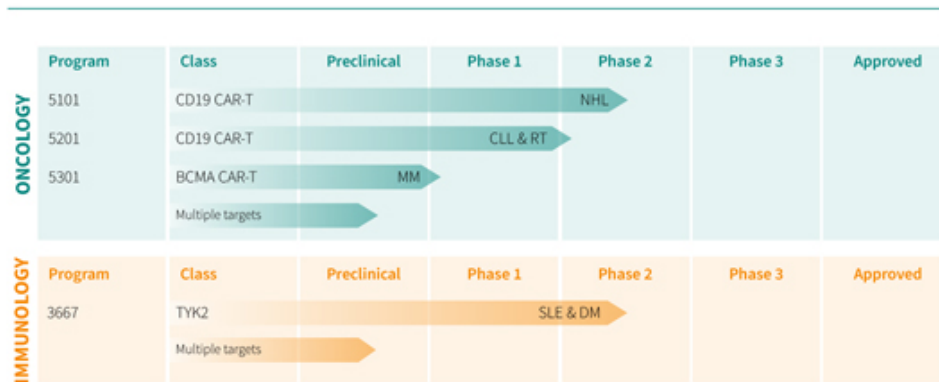 ONCOLOGY
Program Class Preclinical Phase 1 Phase 2 Phase 3 Approved
5101 CD19 CAR-T NHL
5201 CD19 CAR-T CLL & RT
5301 BCMA CAR-T MM
Multiple targets
IMMUNOLOGY
Program Class Preclinical Phase 1 Phase 2 Phase 3 Approved
3667 TYK2 SLE & DM
Multiple targets